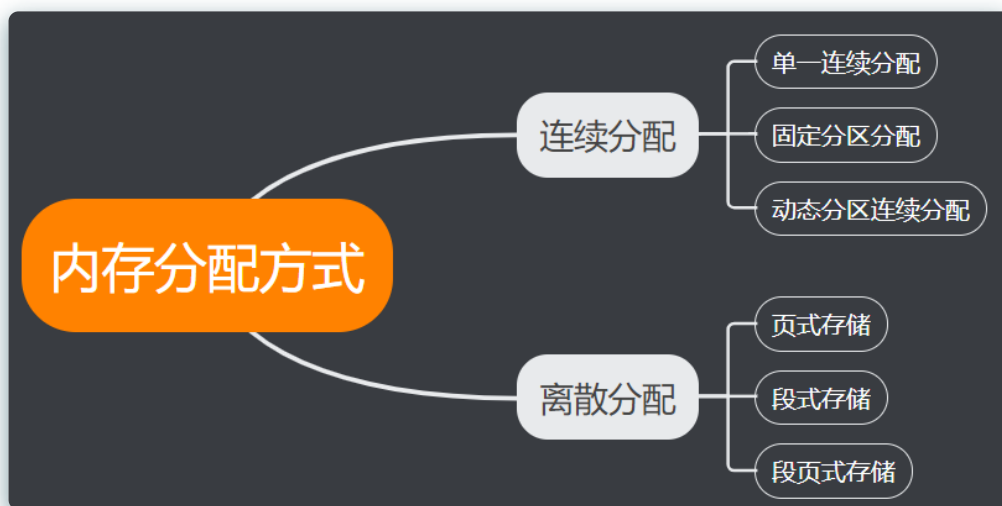 内存分配方式
连续分配
单一连续分配
固定分区分配
动态分区连续分配
离散分配
页式存储
段式存储
段页式存储